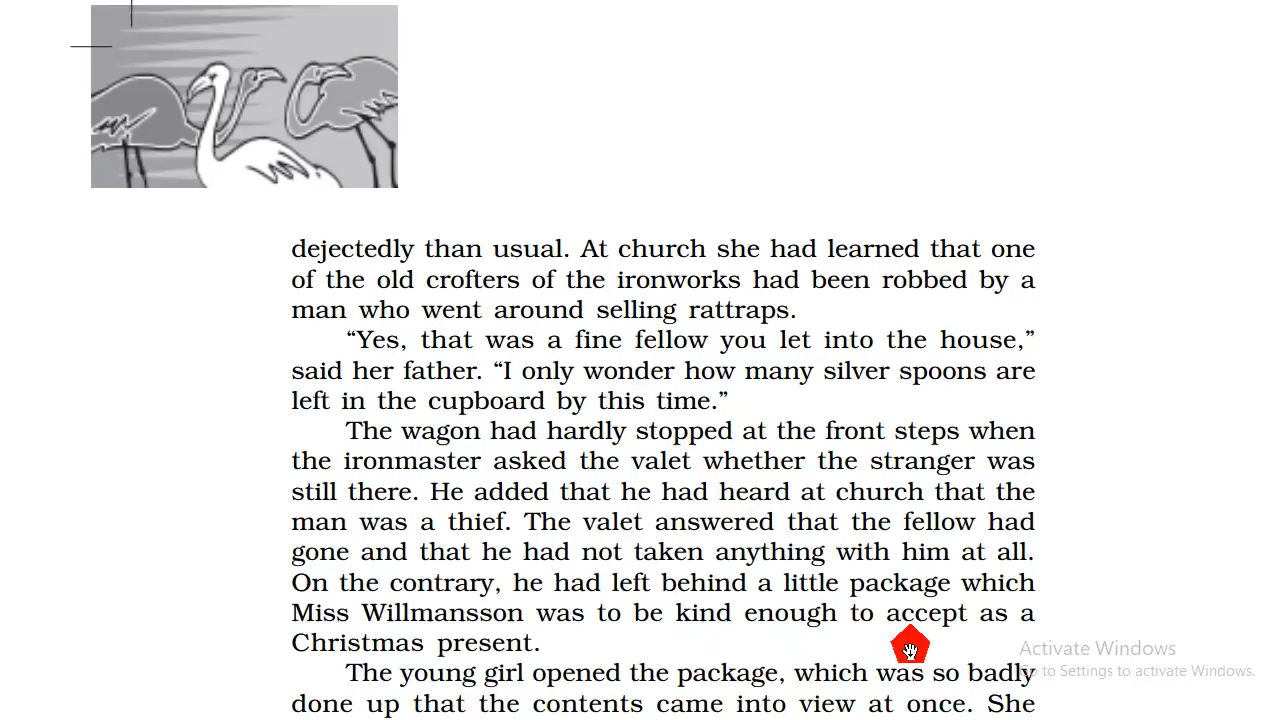 dejectedly than usual. At church she had learned that one
of the old crofters of the ironworks had been robbed by a
man who went around selling rattraps.
“Yes, that was a fine fellow you let into the house,”
said her father. “I only wonder how many silver spoons are
left in the cupboard by this time.”
The wagon had hardly stopped at the front steps when
the ironmaster asked the valet whether the stranger was
still there. He added that he had heard at church that the
man was a thief. The valet answered that the fellow had
gone and that he had not taken anything with him at all.
On the contrary, he had left behind a little package which
Miss Willmansson was to be kind enough to accept as a
Christmas present.
Activate Windows
Go to Settings to activate Windows.
The young girl opened the package, which was so badly
done up that the contents came into view at once. She